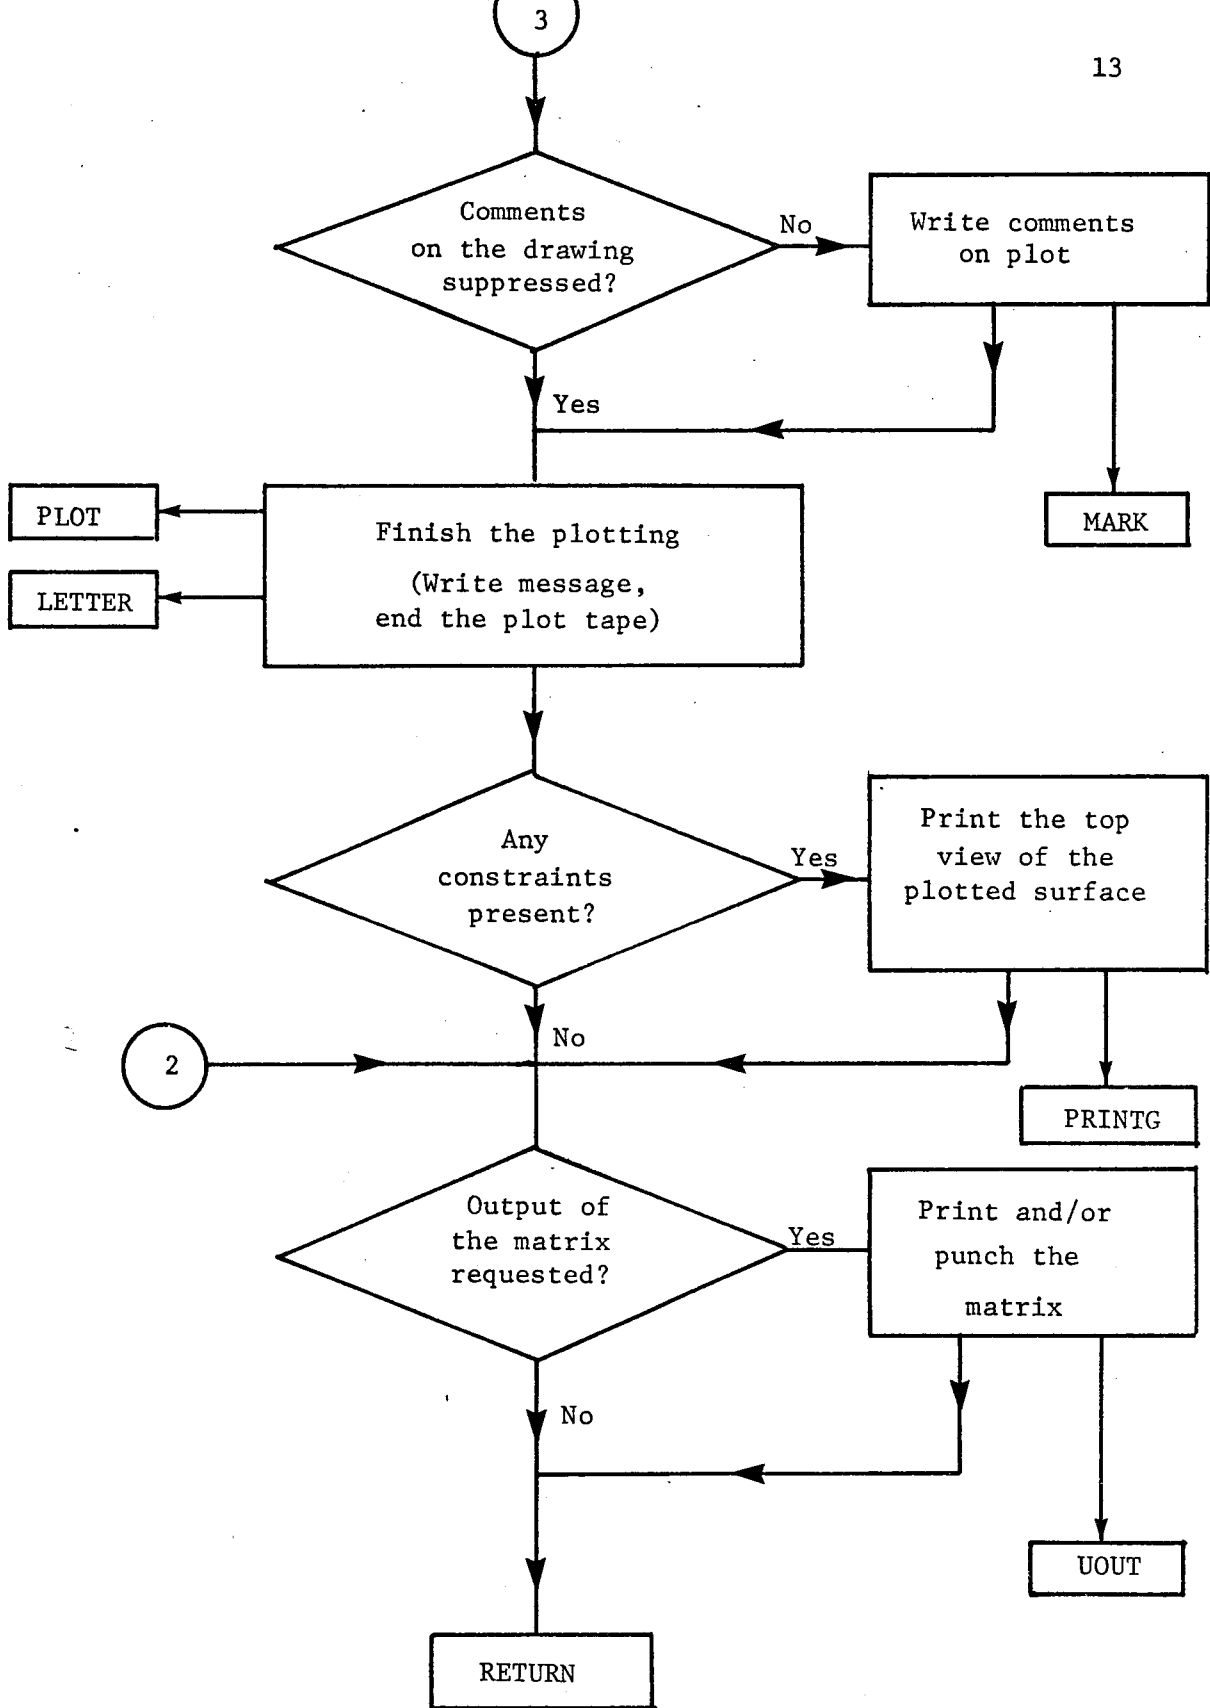 3
13
Comments
on the drawing
suppressed?
No
Write comments
on plot
Yes
PLOT
LETTER
MARK
Finish the plotting
(Write message,
end the plot tape)
Any
constraints
present?
Yes
Print the top
view of the
plotted surface
No
2
PRINTG
Output of
the matrix
requested?
Yes
Print and/or
punch the
matrix
No
UOUT
RETURN